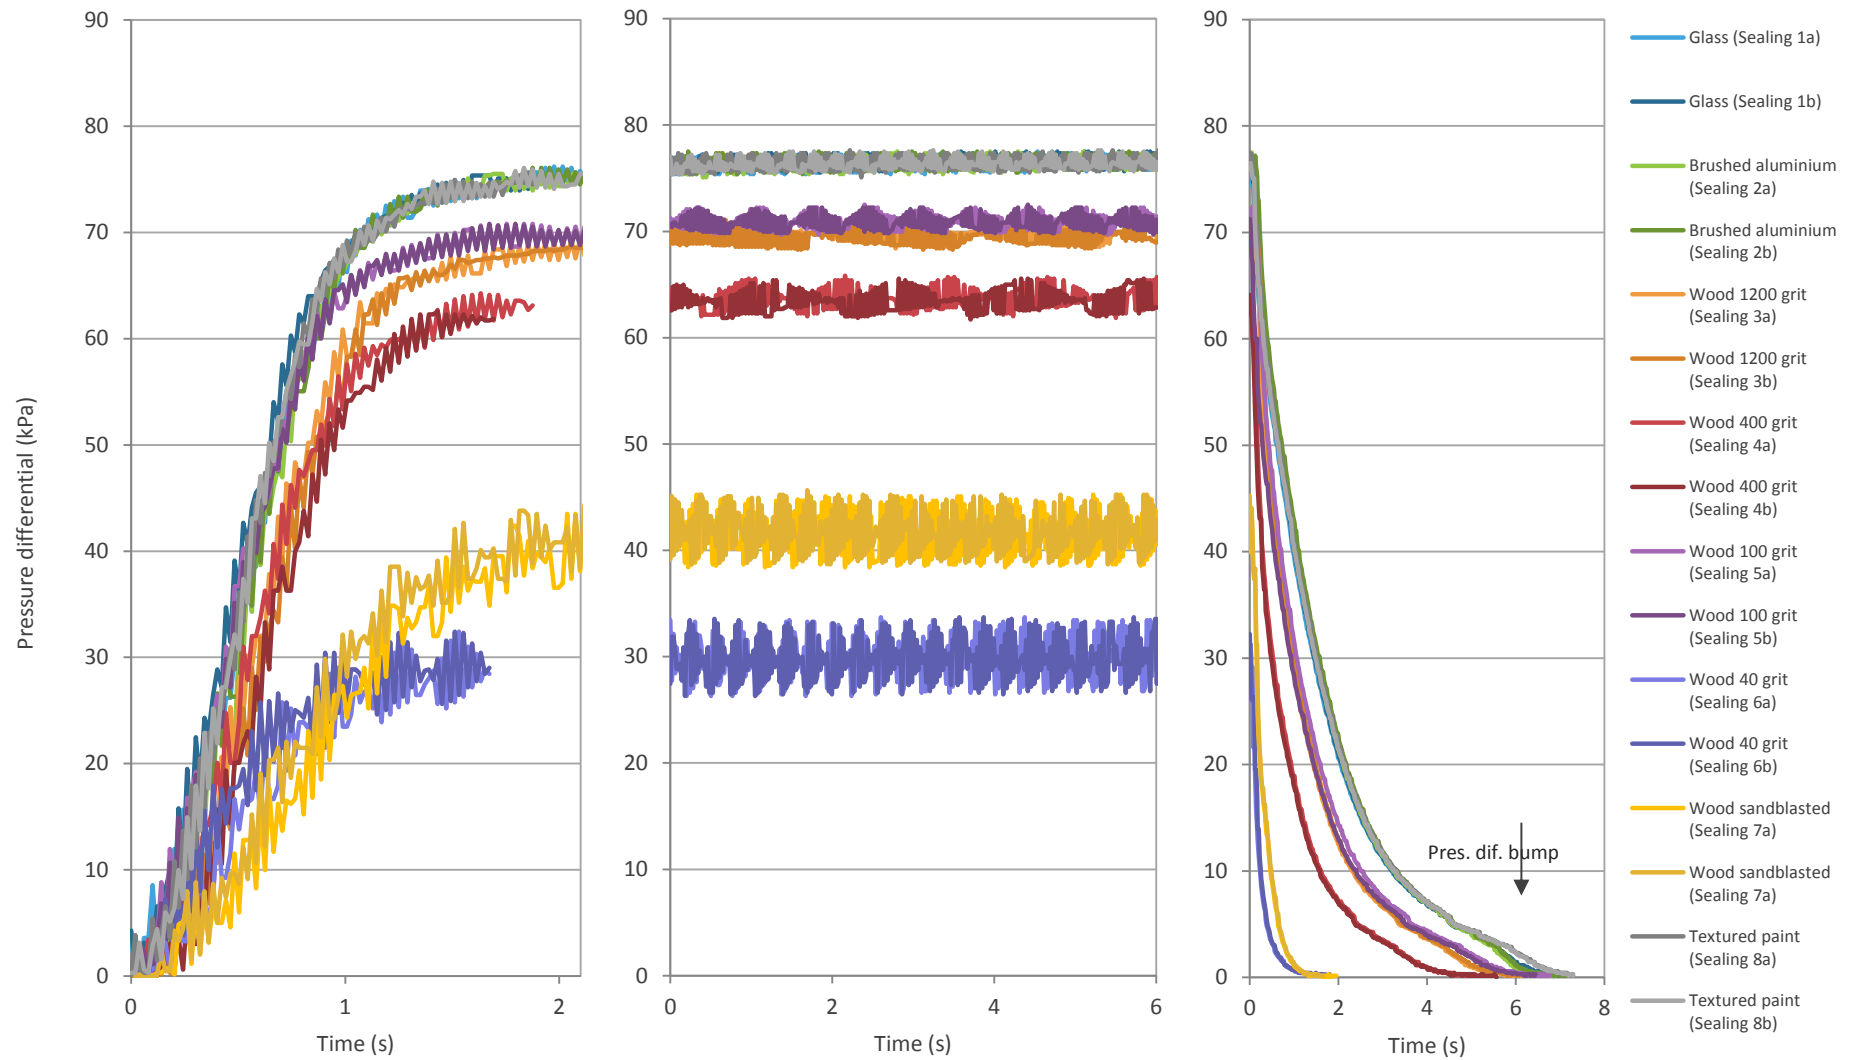 Pressure differential (kPa)
90
80
70
60
50
40
30
20
10
0
0
1
2
Time (s)
90
80
70
60
50
40
30
20
10
0
0
2
4
6
Time (s)
90
80
70
60
50
40
30
20
10
0
0
2
4
6
8
Time (s)
Pres. dif. bump
Glass (Sealing 1a)
Glass (Sealing 1b)
Brushed aluminium
(Sealing 2a)
Brushed aluminium
(Sealing 2b)
Wood 1200 grit
(Sealing 3a)
Wood 1200 grit
(Sealing 3b)
Wood 400 grit
(Sealing 4a)
Wood 400 grit
(Sealing 4b)
Wood 100 grit
(Sealing 5a)
Wood 100 grit
(Sealing 5b)
Wood 40 grit
(Sealing 6a)
Wood 40 grit
(Sealing 6b)
Wood sandblasted
(Sealing 7a)
Wood sandblasted
(Sealing 7a)
Textured paint
(Sealing 8a)
Textured paint
(Sealing 8b)